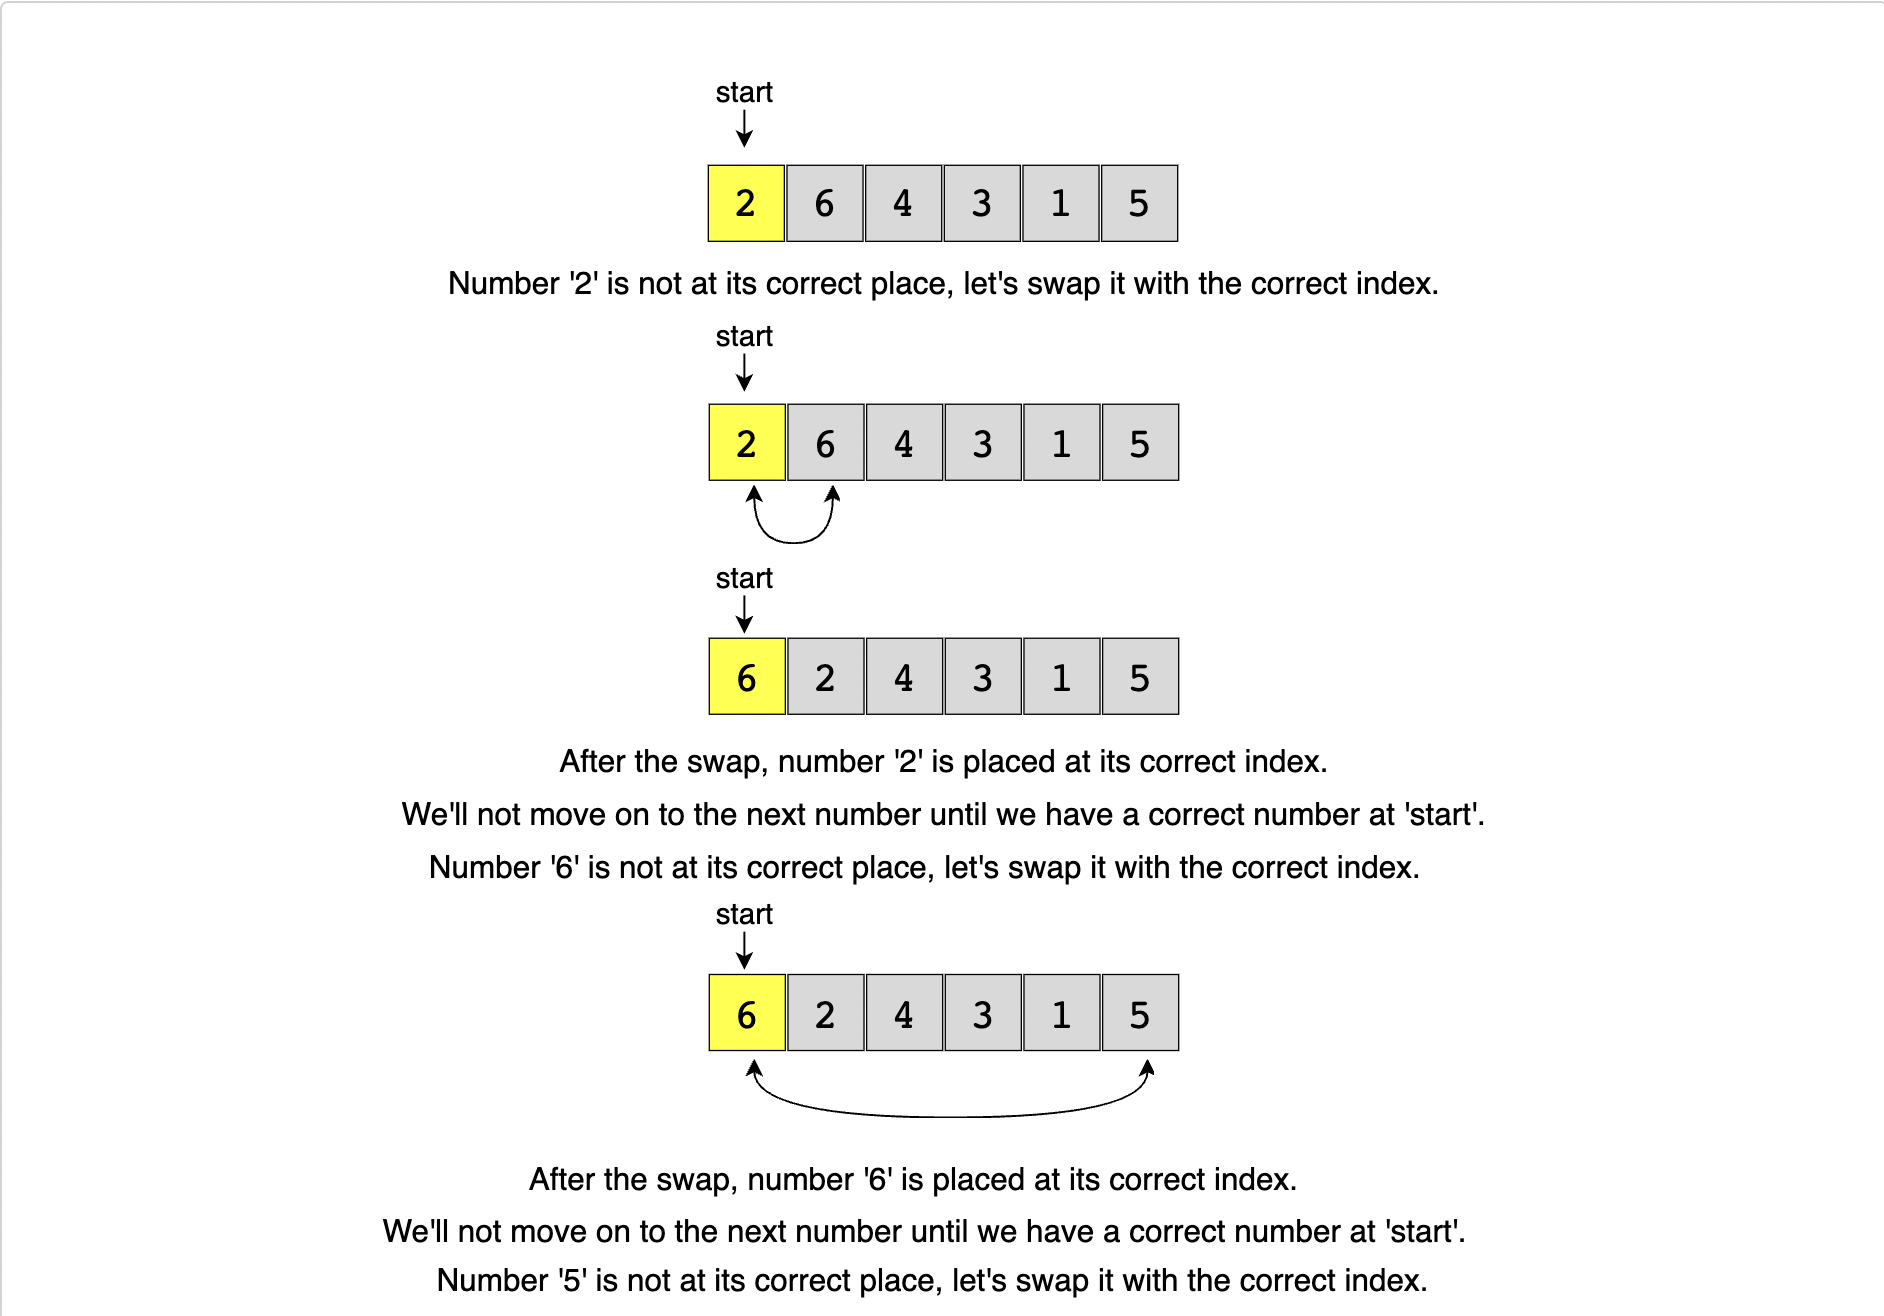 start
2 6 4 3 1 5
Number '2' is not at its correct place, let's swap it with the correct index.
start
2 6 4 3 1 5
start
6 2 4 3 1 5
After the swap, number '2' is placed at its correct index.
We'll not move on to the next number until we have a correct number at 'start'.
Number '6' is not at its correct place, let's swap it with the correct index.
start
6 2 4 3 1 5
After the swap, number '6' is placed at its correct index.
We'll not move on to the next number until we have a correct number at 'start'.
Number '5' is not at its correct place, let's swap it with the correct index.